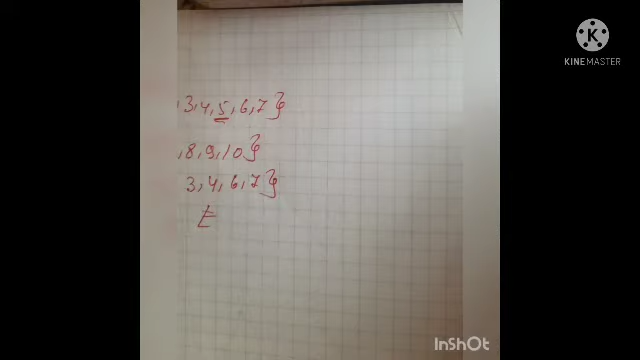 , 3, 4, 5, 6, 7}
, 8, 9, 10}
3, 4, 6, 7}
K
KINEMASTER
InShOt